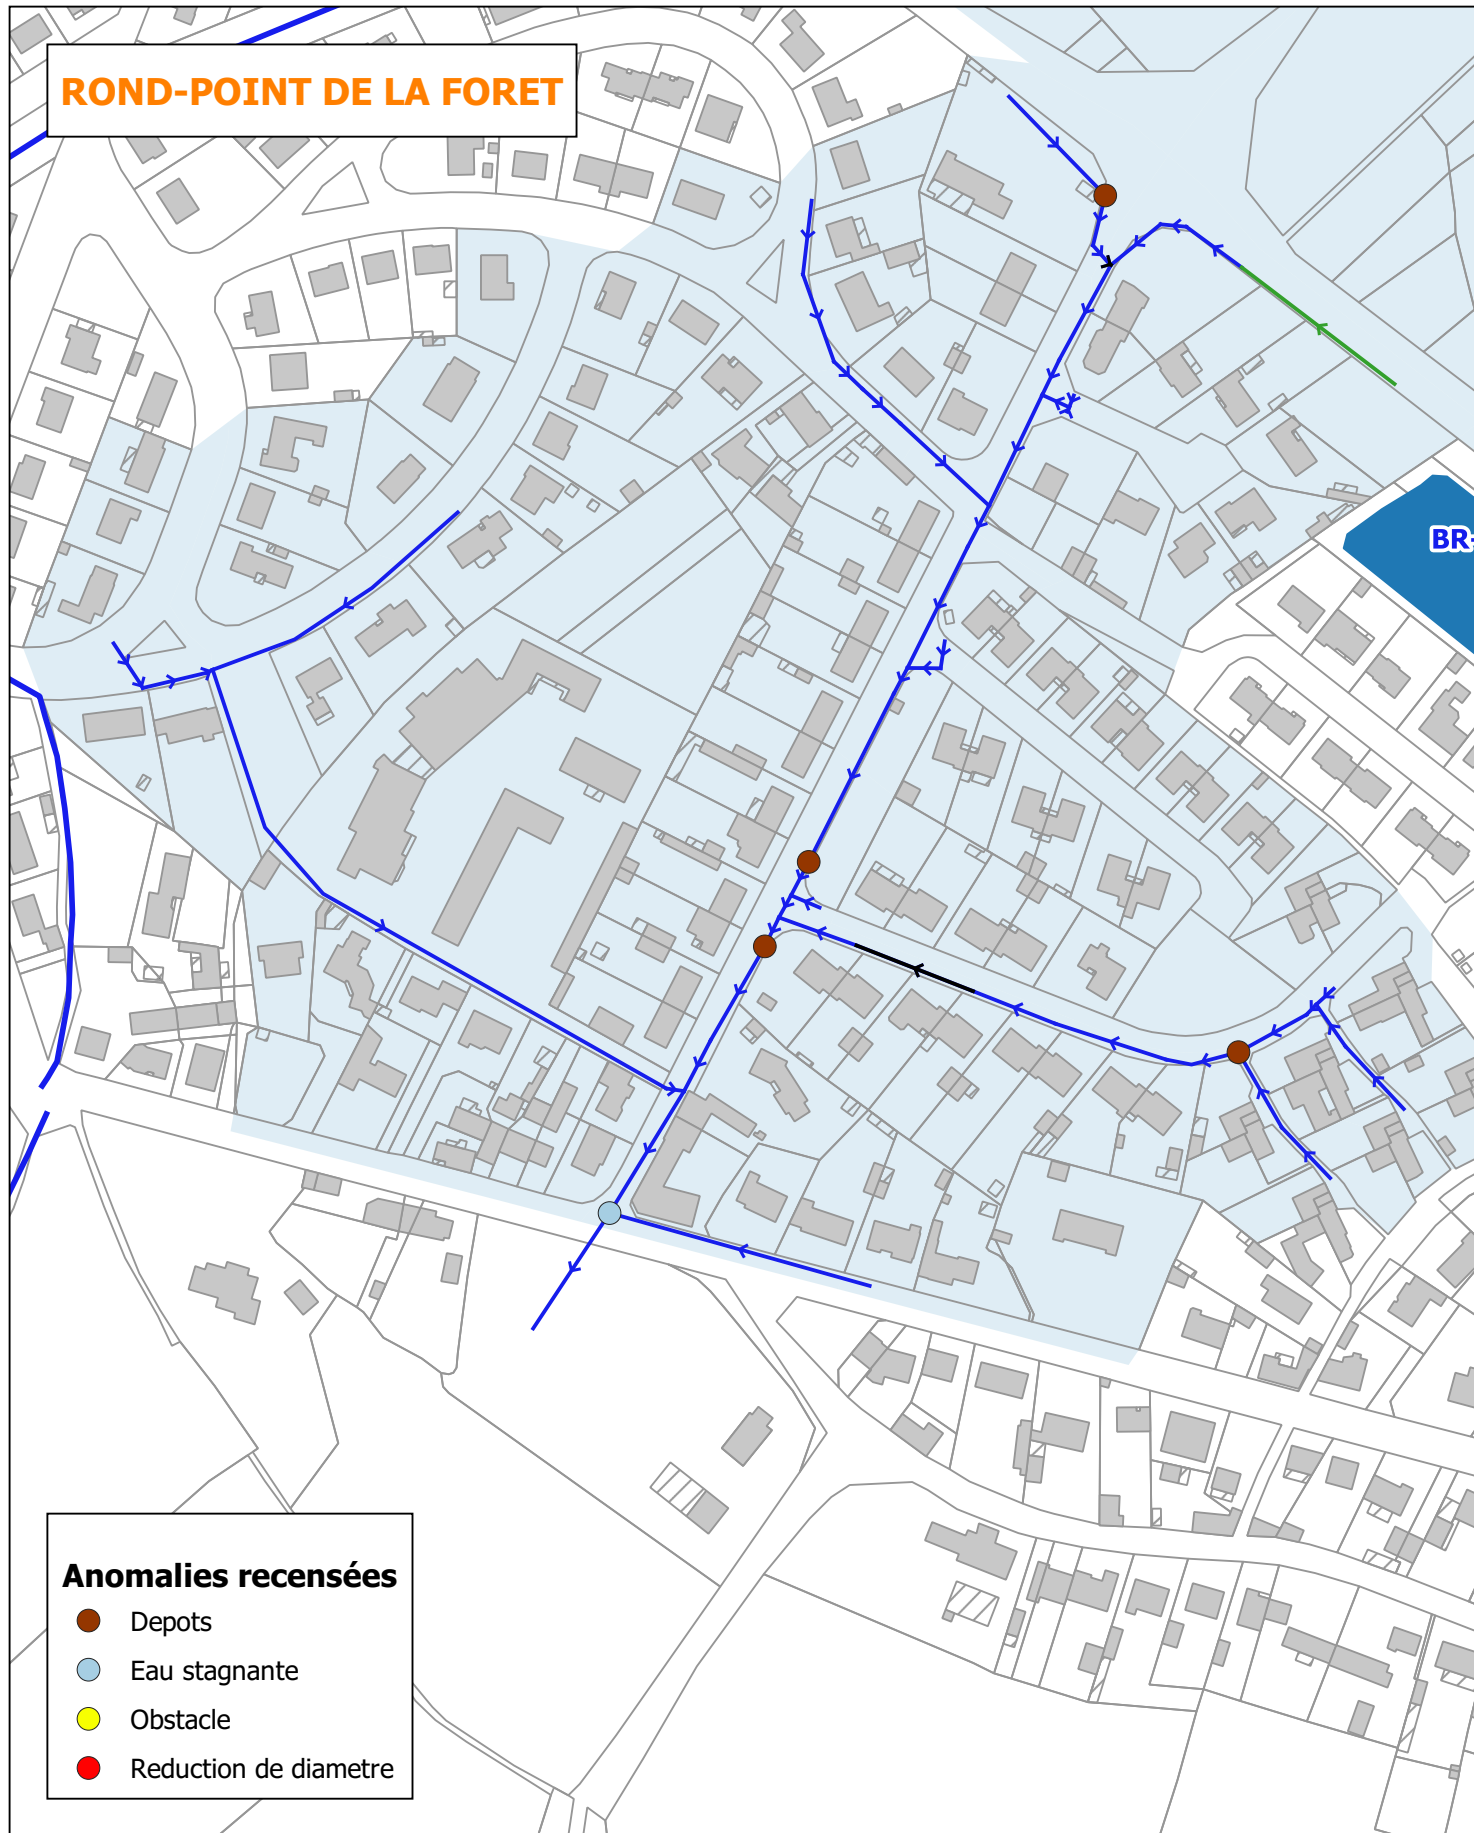 ROND-POINT DE LA FORET
BR-
Anomalies recensées
Depots
Eau stagnante
Obstacle
Reduction de diametre